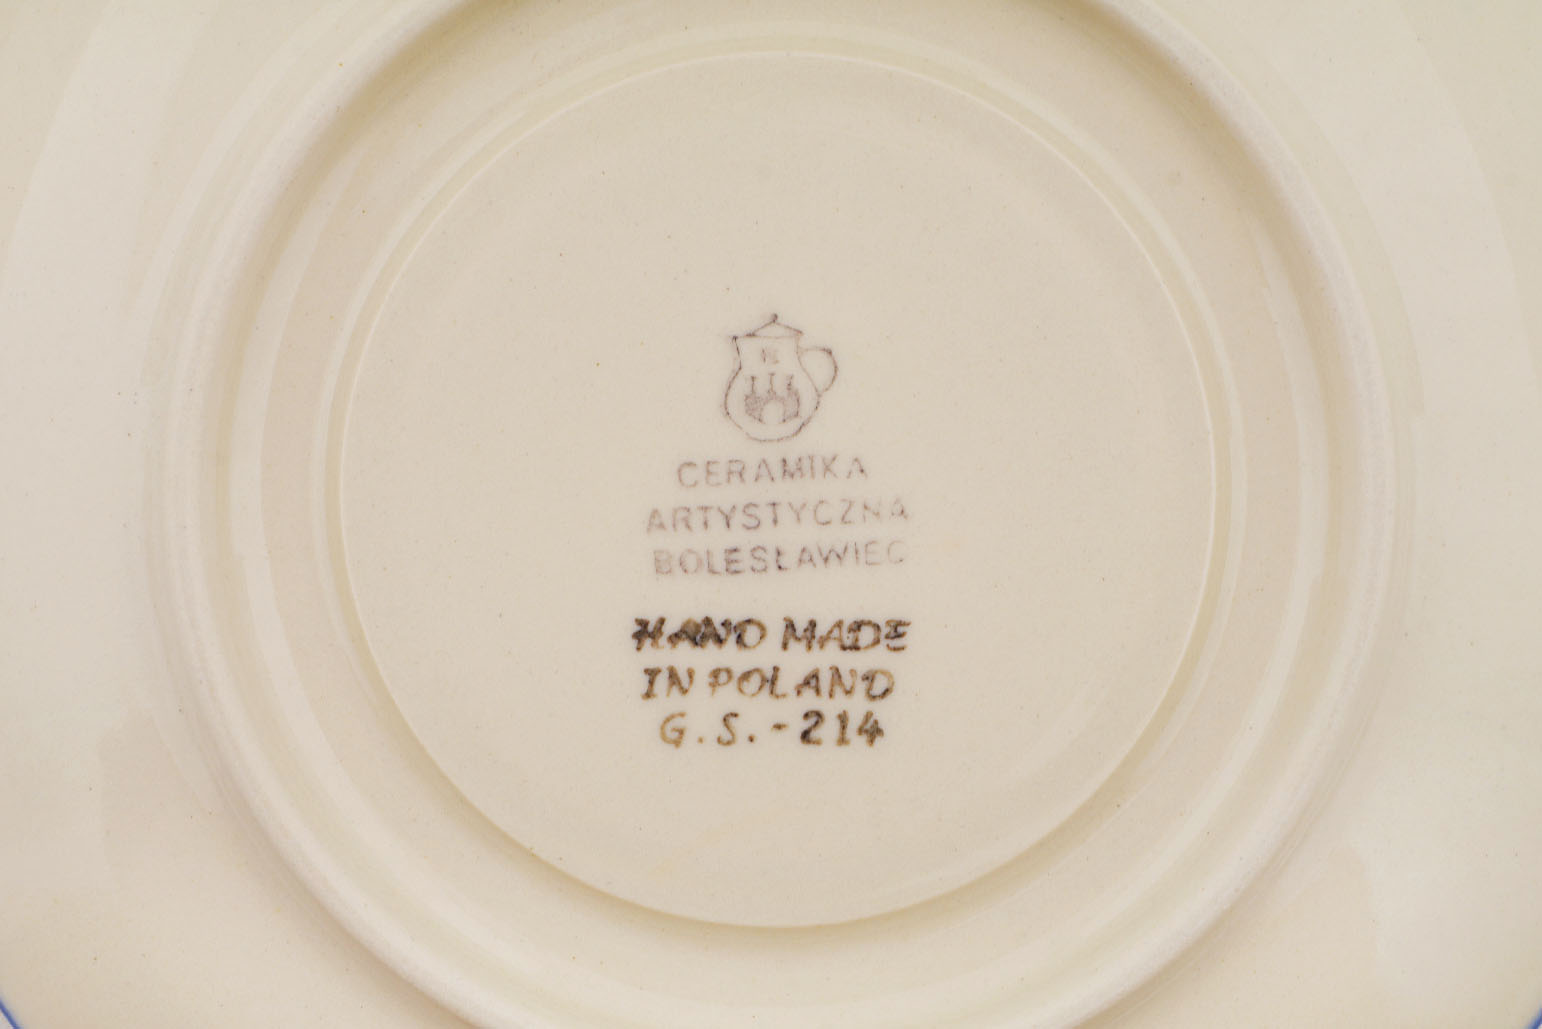 CERAMIKA
ARTYSTYCZNA
BOLESŁAWIEC
HAND MADE
IN POLAND
G.S.-214